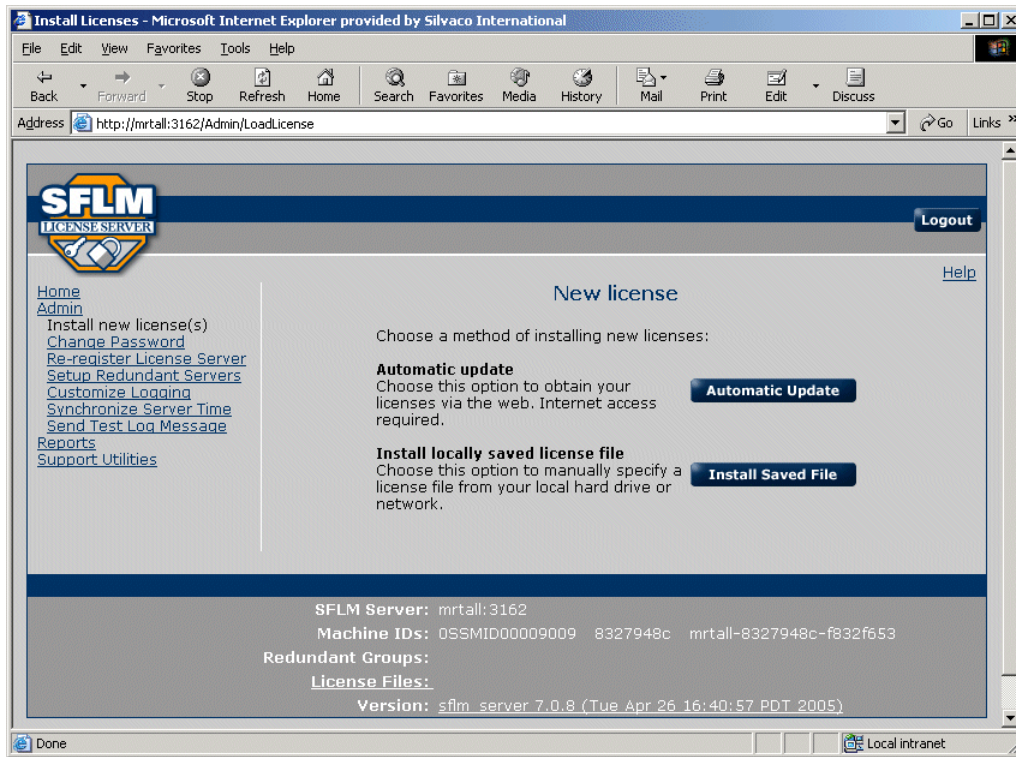 Install Licenses - Microsoft Internet Explorer provided by Silvaco International
File Edit View Favorites Tools Help
Back Forward Stop Refresh Home Search Favorites Media History Mail Print Edit Discuss
Address http://mrtall:3162/Admin/LoadLicense Go Links »
SFLM
LICENSE SERVER
Logout
Help
Home
Admin
Install new license(s)
Change Password
Re-register License Server
Setup Redundant Servers
Customize Logging
Synchronize Server Time
Send Test Log Message
Reports
Support Utilities
New license
Choose a method of installing new licenses:
Automatic update
Choose this option to obtain your
licenses via the web. Internet access
required.
Automatic Update
Install locally saved license file
Choose this option to manually specify a
license file from your local hard drive or
network.
Install Saved File
SFLM Server: mrtall:3162
Machine IDs: 0SSMID00009009 8327948c mrtall-8327948c-f832f653
Redundant Groups:
License Files:
Version: sflm_server 7.0.8 (Tue Apr 26 16:40:57 PDT 2005)
Done Local intranet